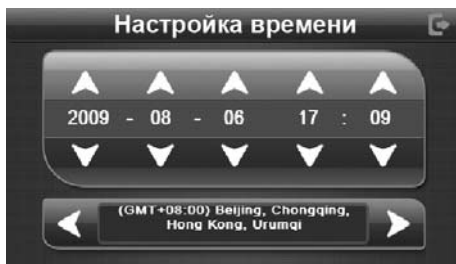 Настройка времени
2009 - 08 - 06 17 : 09
(GMT+08:00) Beijing, Chongqing,
Hong Kong, Urumqi